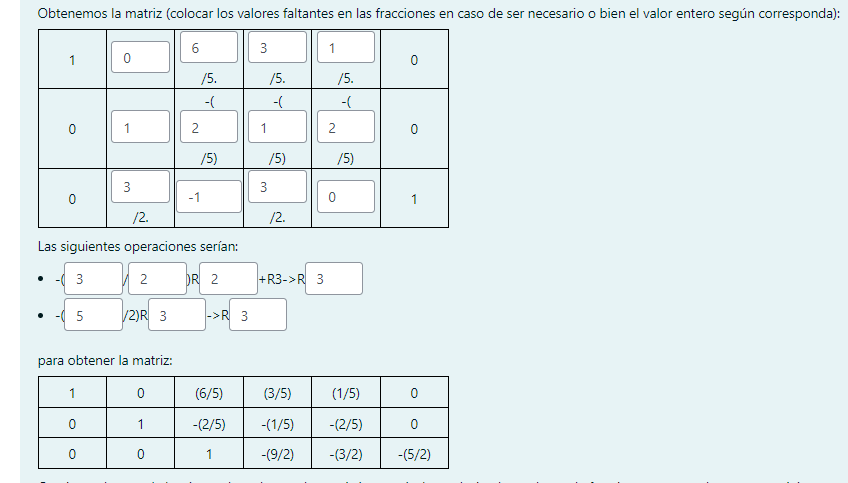 Obtenemos la matriz (colocar los valores faltantes en las fracciones en caso de ser necesario o bien el valor entero según corresponda):
1 0 6 /5. 3 /5. 1 /5. 0
0 1 -( 2 /5) -( 1 /5) -( 2 /5) 0
0 3 /2. -1 3 /2. 0 1
Las siguientes operaciones serían:
• -( 3 / 2 )R 2 +R3->R 3
• -( 5 /2)R 3 ->R 3
para obtener la matriz:
1 0 (6/5) (3/5) (1/5) 0
0 1 -(2/5) -(1/5) -(2/5) 0
0 0 1 -(9/2) -(3/2) -(5/2)